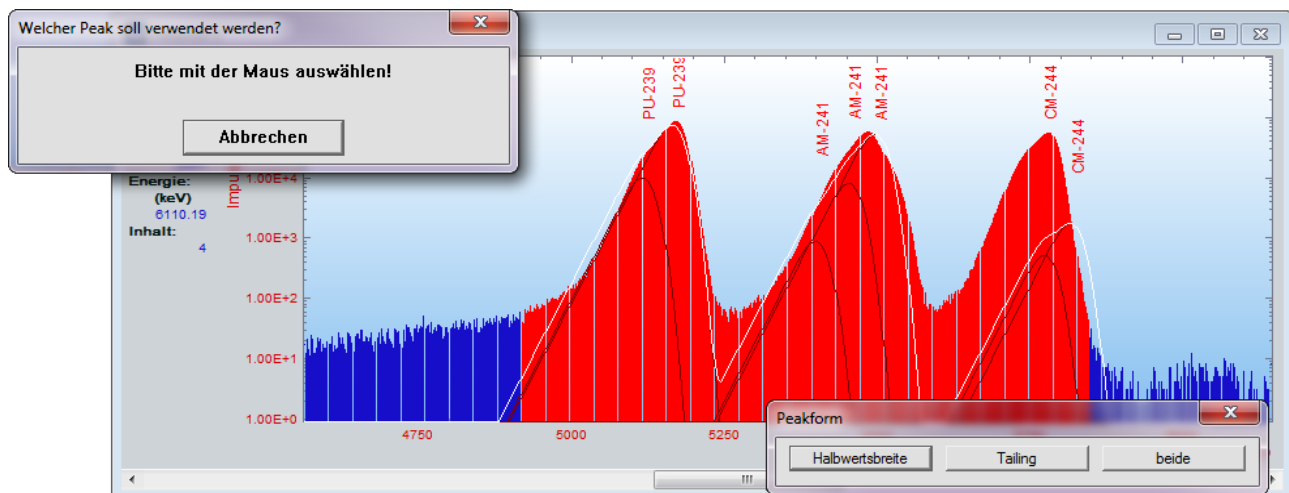 Welcher Peak soll verwendet werden?
Bitte mit der Maus auswählen!
Abbrechen
PU-239
PU-239
AM-241
AM-241
AM-241
CM-244
CM-244
Energie:
(keV)
6110.19
Inhalt:
4
1.00E+4
1.00E+3
1.00E+2
1.00E+1
1.00E+0
4750
5000
5250
Peakform
Halbwertsbreite
Tailing
beide